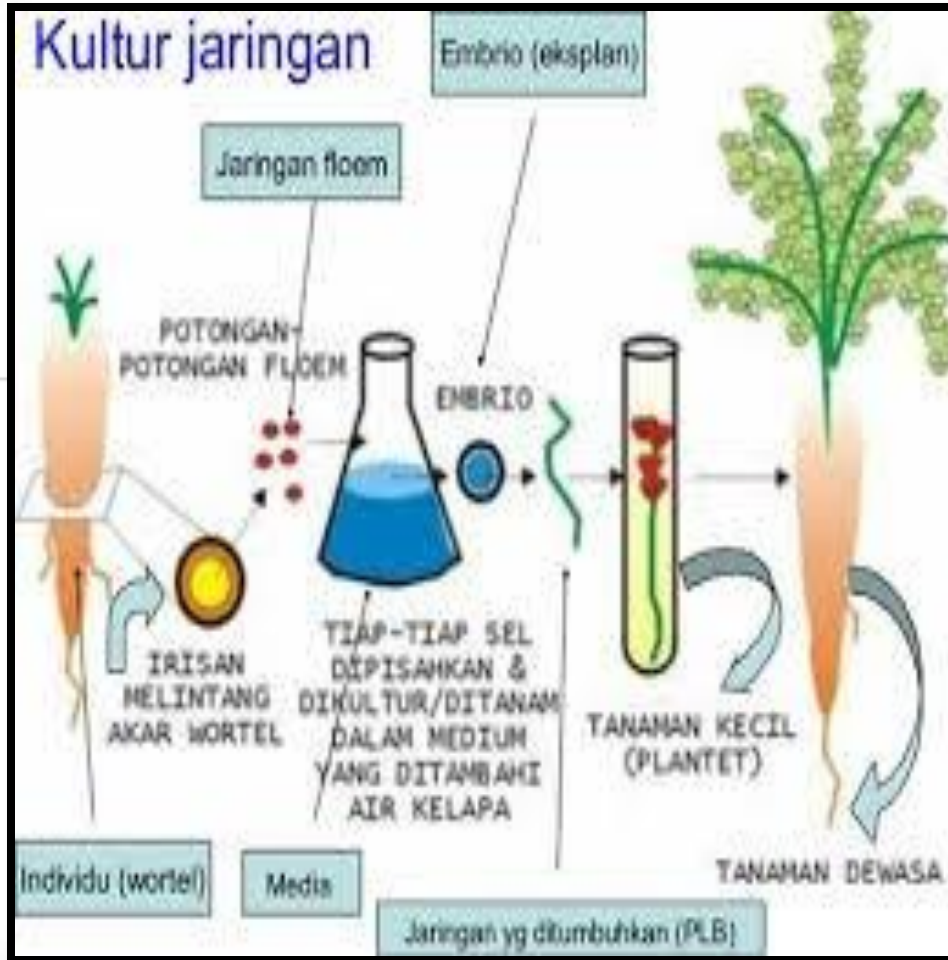 Kultur jaringan
Embrio (eksplan)
Jaringan floem
POTONGAN-
POTONGAN FLOEM
EMBRIO
IRISAN
MELINTANG
AKAR WORTEL
TIAP-TIAP SEL
DIPISAHKAN &
DIKULTUR/DITANAM
DALAM MEDIUM
YANG DITAMBAHI
AIR KELAPA
TANAMAN KECIL
(PLANTET)
TANAMAN DEWASA
Individu (wortel)
Media
Jaringan yg ditumbuhkan (PLB)